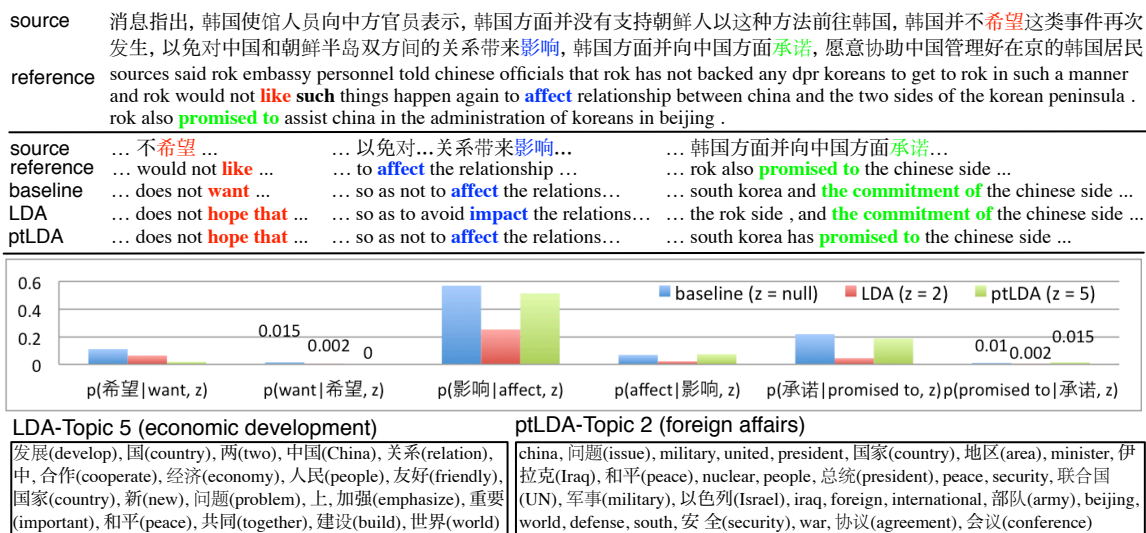 source 消息指出, 韩国使馆人员向中方官员表示, 韩国方面并没有支持朝鲜人以这种方法前往韩国, 韩国并不希望这类事件再次
发生, 以免对中国和朝鲜半岛双方间的关系带来影响, 韩国方面并向中国方面承诺, 愿意协助中国管理好在京的韩国居民
reference sources said rok embassy personnel told chinese officials that rok has not backed any dpr koreans to get to rok in such a manner
and rok would not like such things happen again to affect relationship between china and the two sides of the korean peninsula .
rok also promised to assist china in the administration of koreans in beijing .
source … 不希望 ... … 以免对...关系带来影响... … 韩国方面并向中国方面承诺…
reference … would not like ... … to affect the relationship … … rok also promised to the chinese side ...
baseline … does not want ... … so as not to affect the relations… … south korea and the commitment of the chinese side ...
LDA … does not hope that ... … so as to avoid impact the relations… … the rok side , and the commitment of the chinese side ...
ptLDA … does not hope that ... … so as not to affect the relations… … south korea has promised to the chinese side ...
0.6
baseline (z = null) LDA (z = 2) ptLDA (z = 5)
0.4
0.2
0.015 0.002 0 0.01 0.002 0.015
0
p(希望|want, z) p(want|希望, z) p(影响|affect, z) p(affect|影响, z) p(承诺|promised to, z) p(promised to|承诺, z)
LDA-Topic 5 (economic development)
发展(develop), 国(country), 两(two), 中国(China), 关系(relation),
中, 合作(cooperate), 经济(economy), 人民(people), 友好(friendly),
国家(country), 新(new), 问题(problem), 上, 加强(emphasize), 重要
(important), 和平(peace), 共同(together), 建设(build), 世界(world)
ptLDA-Topic 2 (foreign affairs)
china, 问题(issue), military, united, president, 国家(country), 地区(area), minister, 伊
拉克(Iraq), 和平(peace), nuclear, people, 总统(president), peace, security, 联合国
(UN), 军事(military), 以色列(Israel), iraq, foreign, international, 部队(army), beijing,
world, defense, south, 安 全(security), war, 协议(agreement), 会议(conference)